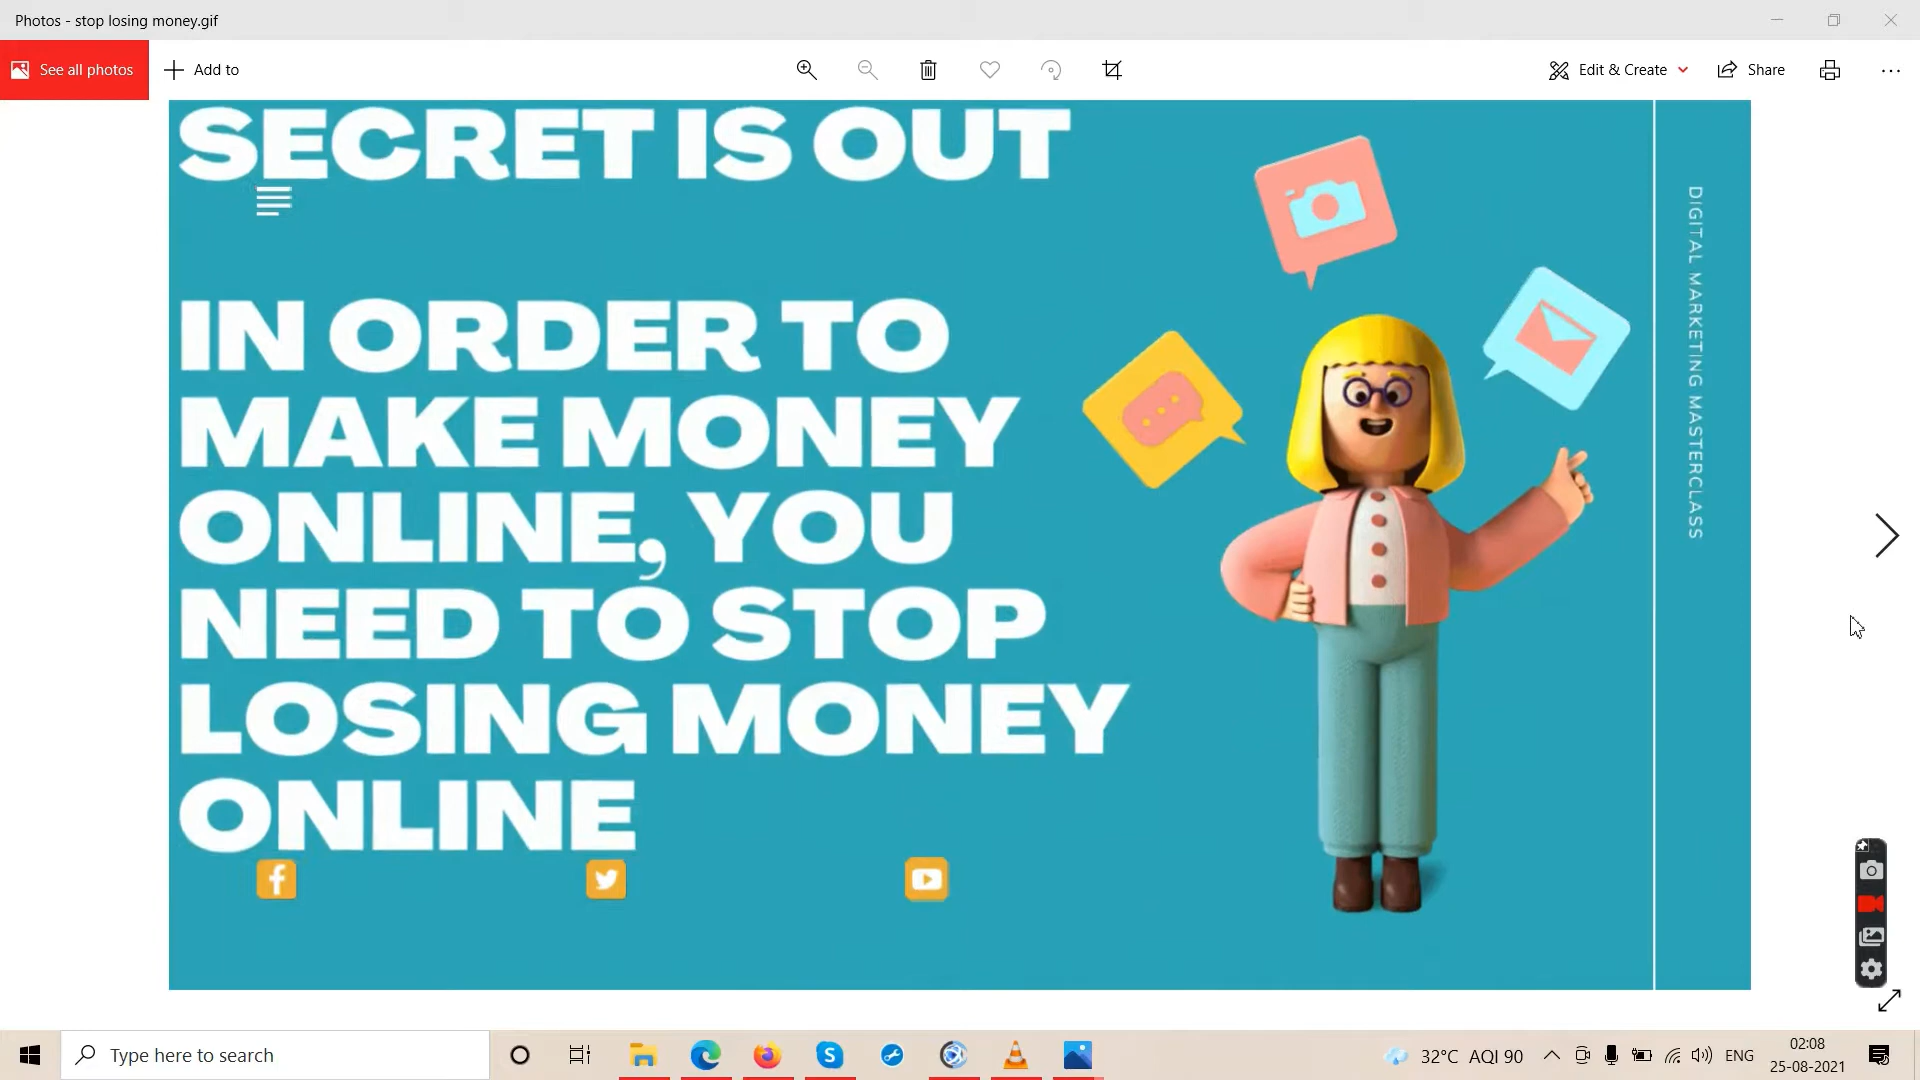 Photos - stop losing money.gif
See all photos
Add to
Edit & Create
Share
SECRET IS OUT
IN ORDER TO
MAKE MONEY
ONLINE, YOU
NEED TO STOP
LOSING MONEY
ONLINE
DIGITAL MARKETING MASTERCLASS
Type here to search
32°C AQI 90
ENG
02:08
25-08-2021